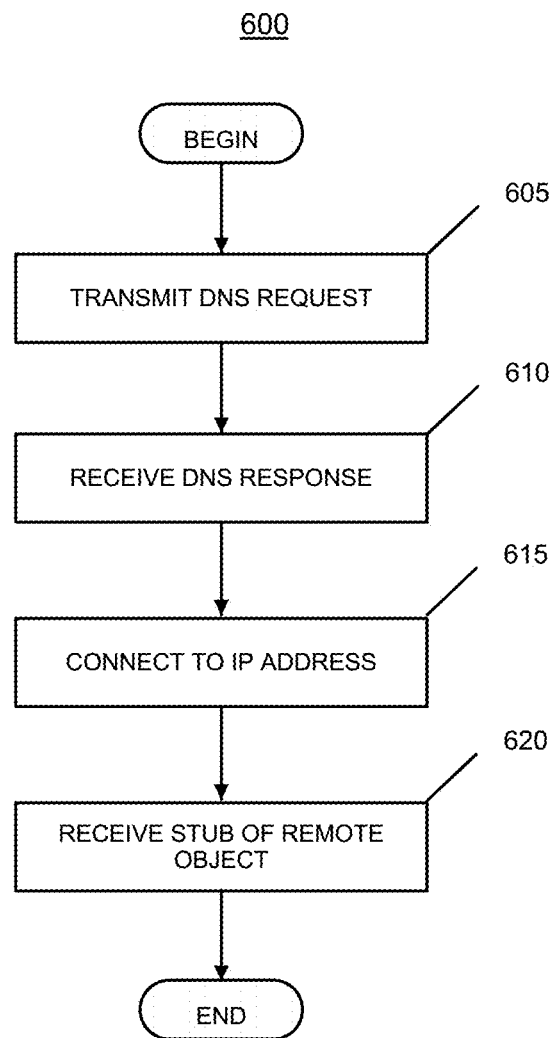 600
BEGIN
605
TRANSMIT DNS REQUEST
610
RECEIVE DNS RESPONSE
615
CONNECT TO IP ADDRESS
620
RECEIVE STUB OF REMOTE
OBJECT
END